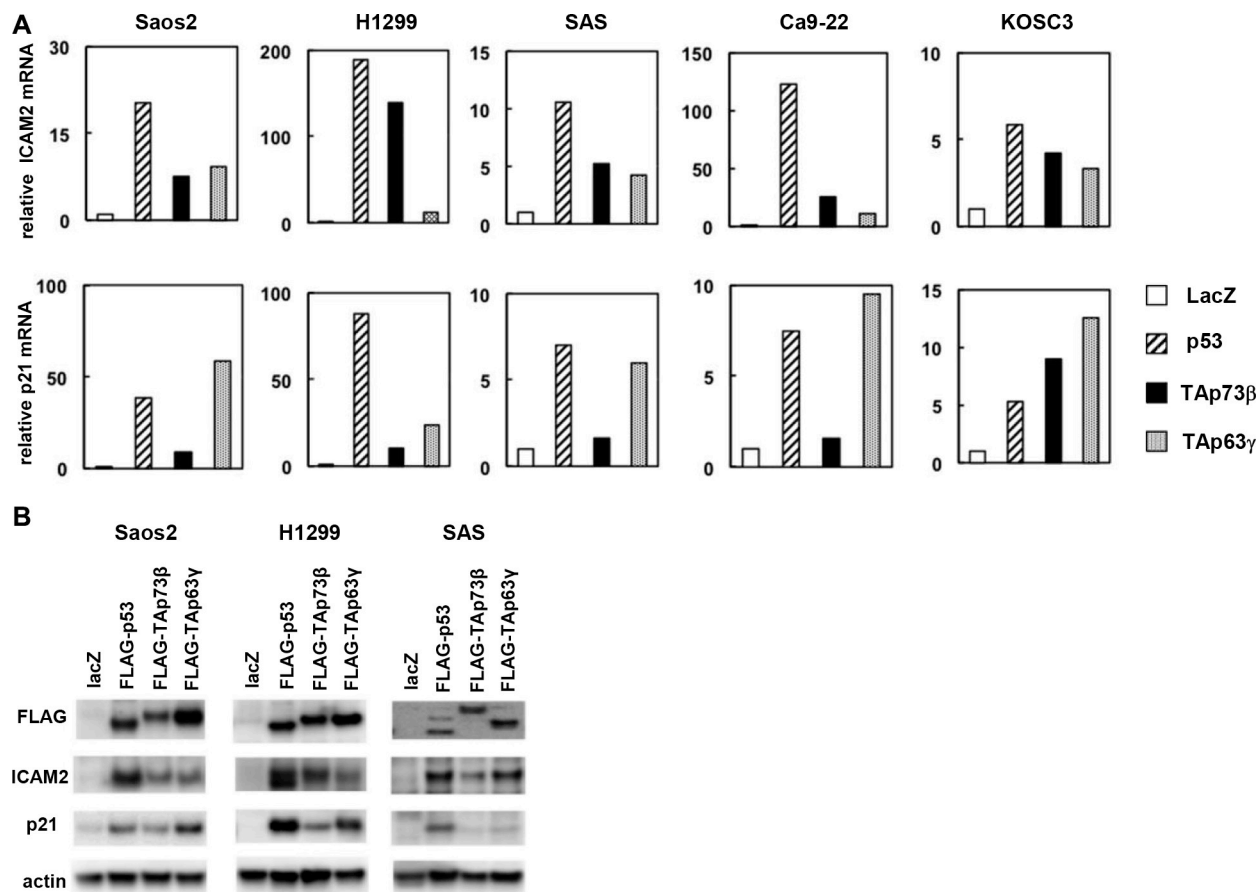 A
Saos2 H1299 SAS Ca9-22 KOSC3
relative ICAM2 mRNA
30 15 0
200 100 0
15 10 5 0
150 100 50 0
10 5 0
relative p21 mRNA
100 50 0
100 50 0
10 5 0
10 5 0
15 10 5 0
LacZ
p53
TAp73β
TAp63γ
B
Saos2 H1299 SAS
lacZ FLAG-p53 FLAG-TAp73β FLAG-TAp63γ
lacZ FLAG-p53 FLAG-TAp73β FLAG-TAp63γ
lacZ FLAG-p53 FLAG-TAp73β FLAG-TAp63γ
FLAG
ICAM2
p21
actin